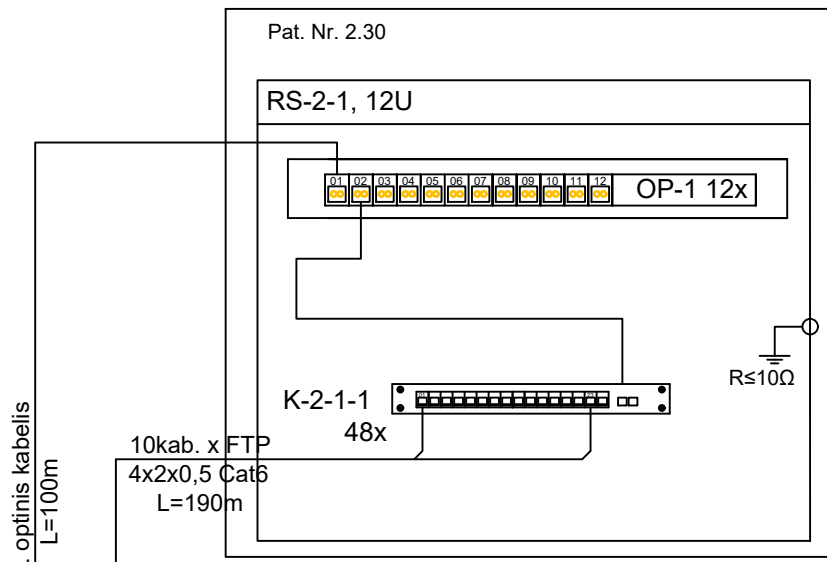 Pat. Nr. 2.30
RS-2-1, 12U
01 02 03 04 05 06 07 08 09 10 11 12
OP-1 12x
R≤10Ω
K-2-1-1
48x
10kab. x FTP
4x2x0,5 Cat6
L=190m
optinis kabelis
L=100m